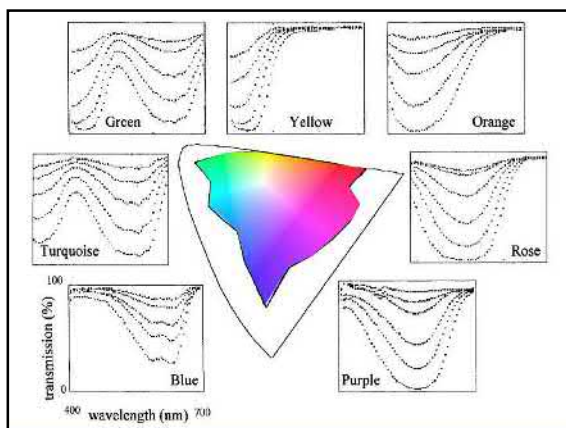 Green
Yellow
Orange
Turquoise
Rose
100
transmission (%)
0
Blue
Purple
400 wavelength (nm) 700